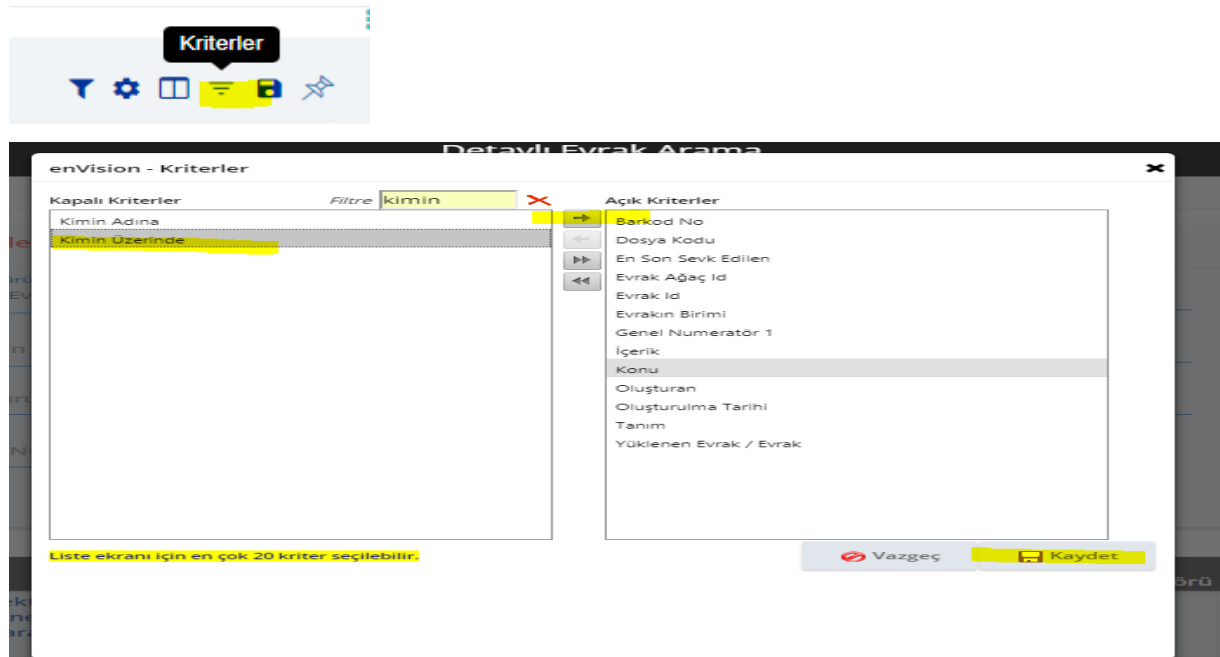 Kriterler
Detaylı Evrak Arama
enVision - Kriterler
Kapalı Kriterler
Filtre kimin
Açık Kriterler
Kimin Adına
Kimin Üzerinde
Barkod No
Dosya Kodu
En Son Sevk Edilen
Evrak Ağaç Id
Evrak Id
Evrakın Birimi
Genel Numeratör 1
İçerik
Konu
Oluşturan
Oluşturulma Tarihi
Tanım
Yüklenen Evrak / Evrak
Liste ekranı için en çok 20 kriter seçilebilir.
Vazgeç
Kaydet